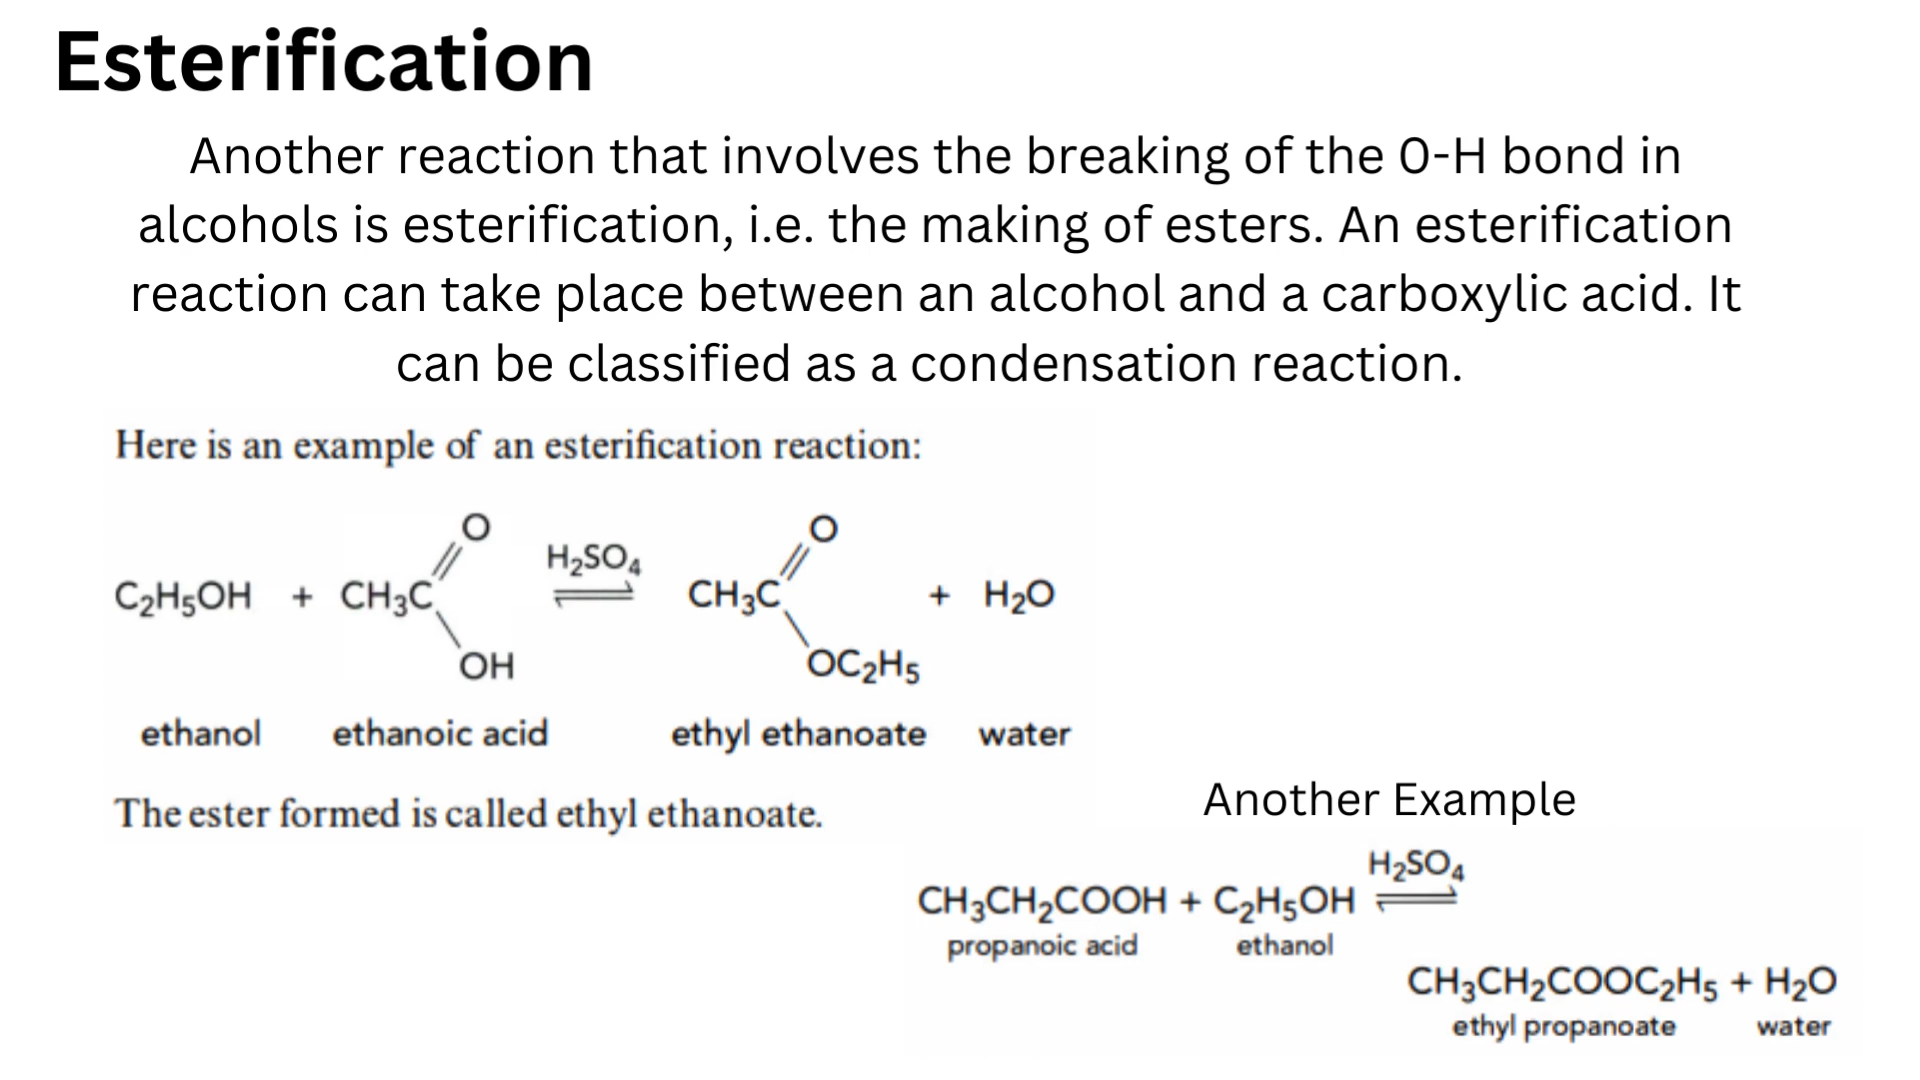 Esterification
Another reaction that involves the breaking of the O-H bond in
alcohols is esterification, i.e. the making of esters. An esterification
reaction can take place between an alcohol and a carboxylic acid. It
can be classified as a condensation reaction.
Here is an example of an esterification reaction:
O
O
H₂SO₄
C₂H₅OH + CH₃C ⇌ CH₃C + H₂O
OH
OC₂H₅
ethanol ethanoic acid ethyl ethanoate water
The ester formed is called ethyl ethanoate.
Another Example
H₂SO₄
CH₃CH₂COOH + C₂H₅OH ⇌
propanoic acid ethanol
CH₃CH₂COOC₂H₅ + H₂O
ethyl propanoate water